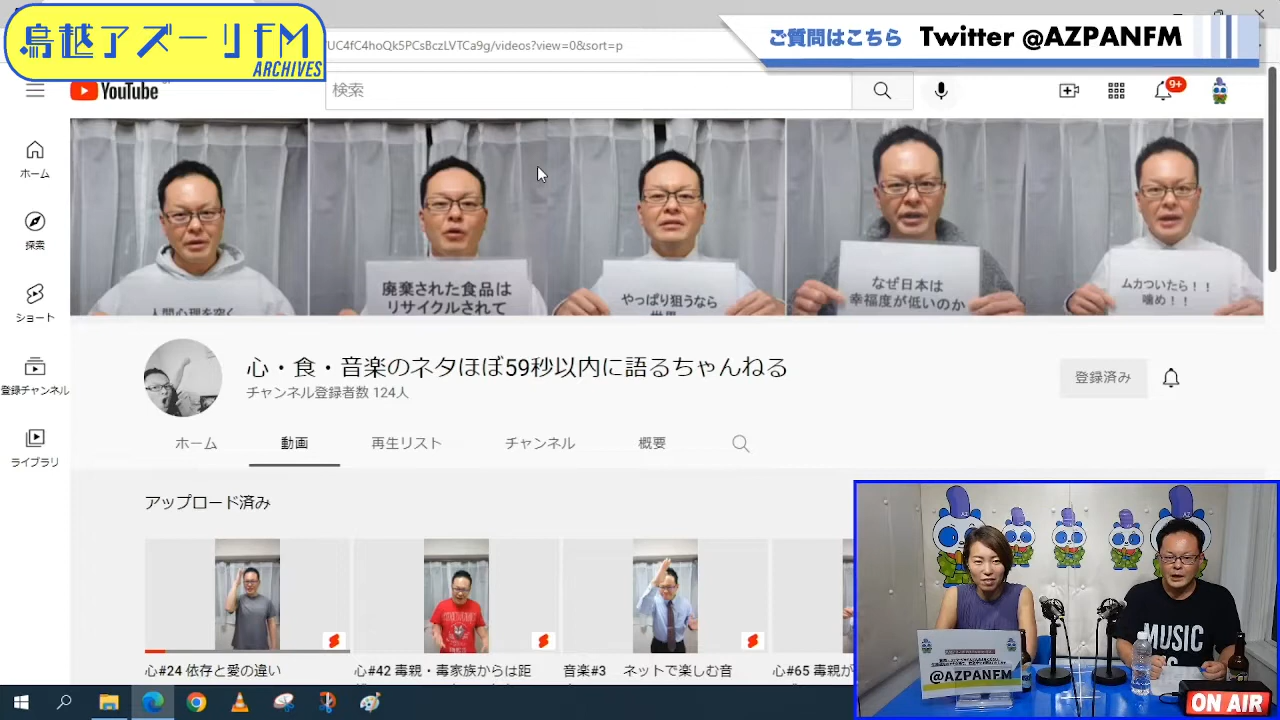 鳥越アズーリFM
ARCHIVES
ご質問はこちら Twitter @AZPANFM
UC4fC4hoQk5PCsBczLVTCa9g/videos?view=0&sort=p
YouTube
検索
9+
ホーム
探索
ショート
登録チャンネル
ライブラリ
人間心理を突く
廃棄された食品は
リサイクルされて
やっぱり狙うなら
世界
なぜ日本は
幸福度が低いのか
ムカついたら！！
噛め！！
心・食・音楽のネタほぼ59秒以内に語るちゃんねる
チャンネル登録者数 124人
登録済み
ホーム 動画 再生リスト チャンネル 概要
アップロード済み
心#24 依存と愛の違い
心#42 毒親・毒家族からは距
音楽#3 ネットで楽しむ音
心#65 毒親が
@AZPANFM
MUSIC
ON AIR